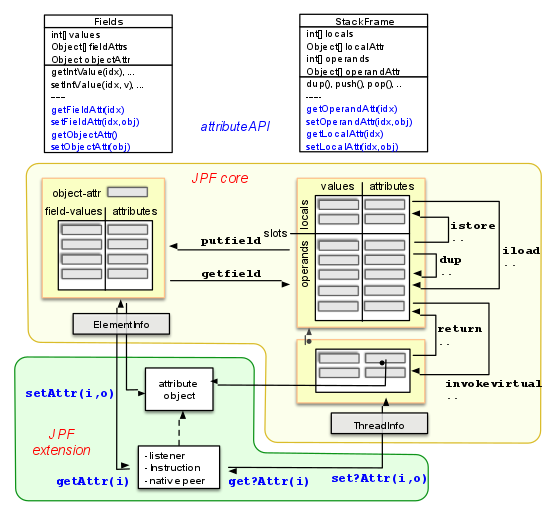 Fields
int[] values
Object[] fieldAttrs
Object objectAttr
getIntValue(idx), ...
setIntValue(idx, v), ...
-----
getFieldAttr(idx)
setFieldAttr(idx,obj)
getObjectAttr()
setObjectAttr(obj)
attributeAPI
StackFrame
int[] locals
Object[] localAttr
int[] operands
Object[] operandAttr
dup(), push(), pop(), ..
-----
getOperandAttr(idx)
setOperandAttr(idx,obj)
getLocalAttr(idx)
setLocalAttr(idx,obj)
JPF core
object-attr
field-values
attributes
putfield
getfield
ElementInfo
values
attributes
slots
locals
operands
istore
..
iload
..
dup
..
return
..
invokevirtual
..
ThreadInfo
setAttr(i,o)
attribute
object
JPF
extension
- listener
- Instruction
- native peer
getAttr(i)
get?Attr(i)
set?Attr(i,o)